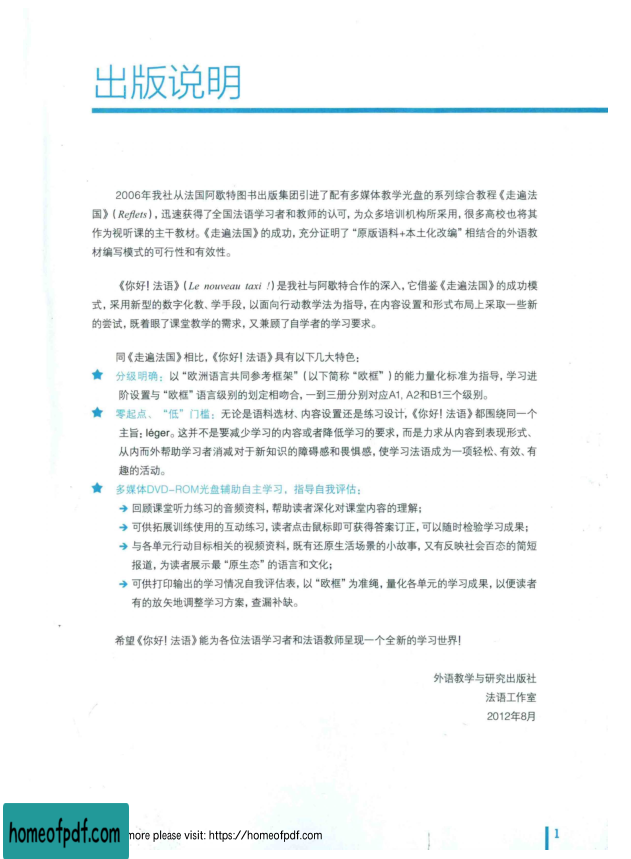 出版说明
2006年我社从法国阿歇特图书出版集团引进了配有多媒体教学光盘的系列综合教程《走遍法
国》(Reflets)，迅速获得了全国法语学习者和教师的认可，为众多培训机构所采用，很多高校也将其
作为视听课的主干教材。《走遍法国》的成功，充分证明了“原版语料+本土化改编”相结合的外语教
材编写模式的可行性和有效性。
《你好！法语》(Le nouveau taxi !)是我社与阿歇特合作的深入，它借鉴《走遍法国》的成功模
式，采用新型的数字化教、学手段，以面向行动教学法为指导，在内容设置和形式布局上采取一些新
的尝试，既着眼了课堂教学的需求，又兼顾了自学者的学习要求。
同《走遍法国》相比，《你好！法语》具有以下几大特色：
★ 分级明确：以“欧洲语言共同参考框架”(以下简称“欧框”)的能力量化标准为指导，学习进
阶设置与“欧框”语言级别的划定相吻合，一到三册分别对应A1, A2和B1三个级别。
★ 零起点、“低”门槛：无论是语料选材、内容设置还是练习设计，《你好！法语》都围绕同一个
主旨：léger。这并不是要减少学习的内容或者降低学习的要求，而是力求从内容到表现形式、
从内而外帮助学习者消减对于新知识的障碍感和畏惧感，使学习法语成为一项轻松、有效、有
趣的活动。
★ 多媒体DVD-ROM光盘辅助自主学习，指导自我评估：
→ 回顾课堂听力练习的音频资料，帮助读者深化对课堂内容的理解；
→ 可供拓展训练使用的互动练习，读者点击鼠标即可获得答案订正，可以随时检验学习成果；
→ 与各单元行动目标相关的视频资料，既有还原生活场景的小故事，又有反映社会百态的简短
报道，为读者展示最“原生态”的语言和文化；
→ 可供打印输出的学习情况自我评估表，以“欧框”为准绳，量化各单元的学习成果，以便读者
有的放矢地调整学习方案，查漏补缺。
希望《你好！法语》能为各位法语学习者和法语教师呈现一个全新的学习世界！
外语教学与研究出版社
法语工作室
2012年8月
homeofpdf.com more please visit: https://homeofpdf.com
1